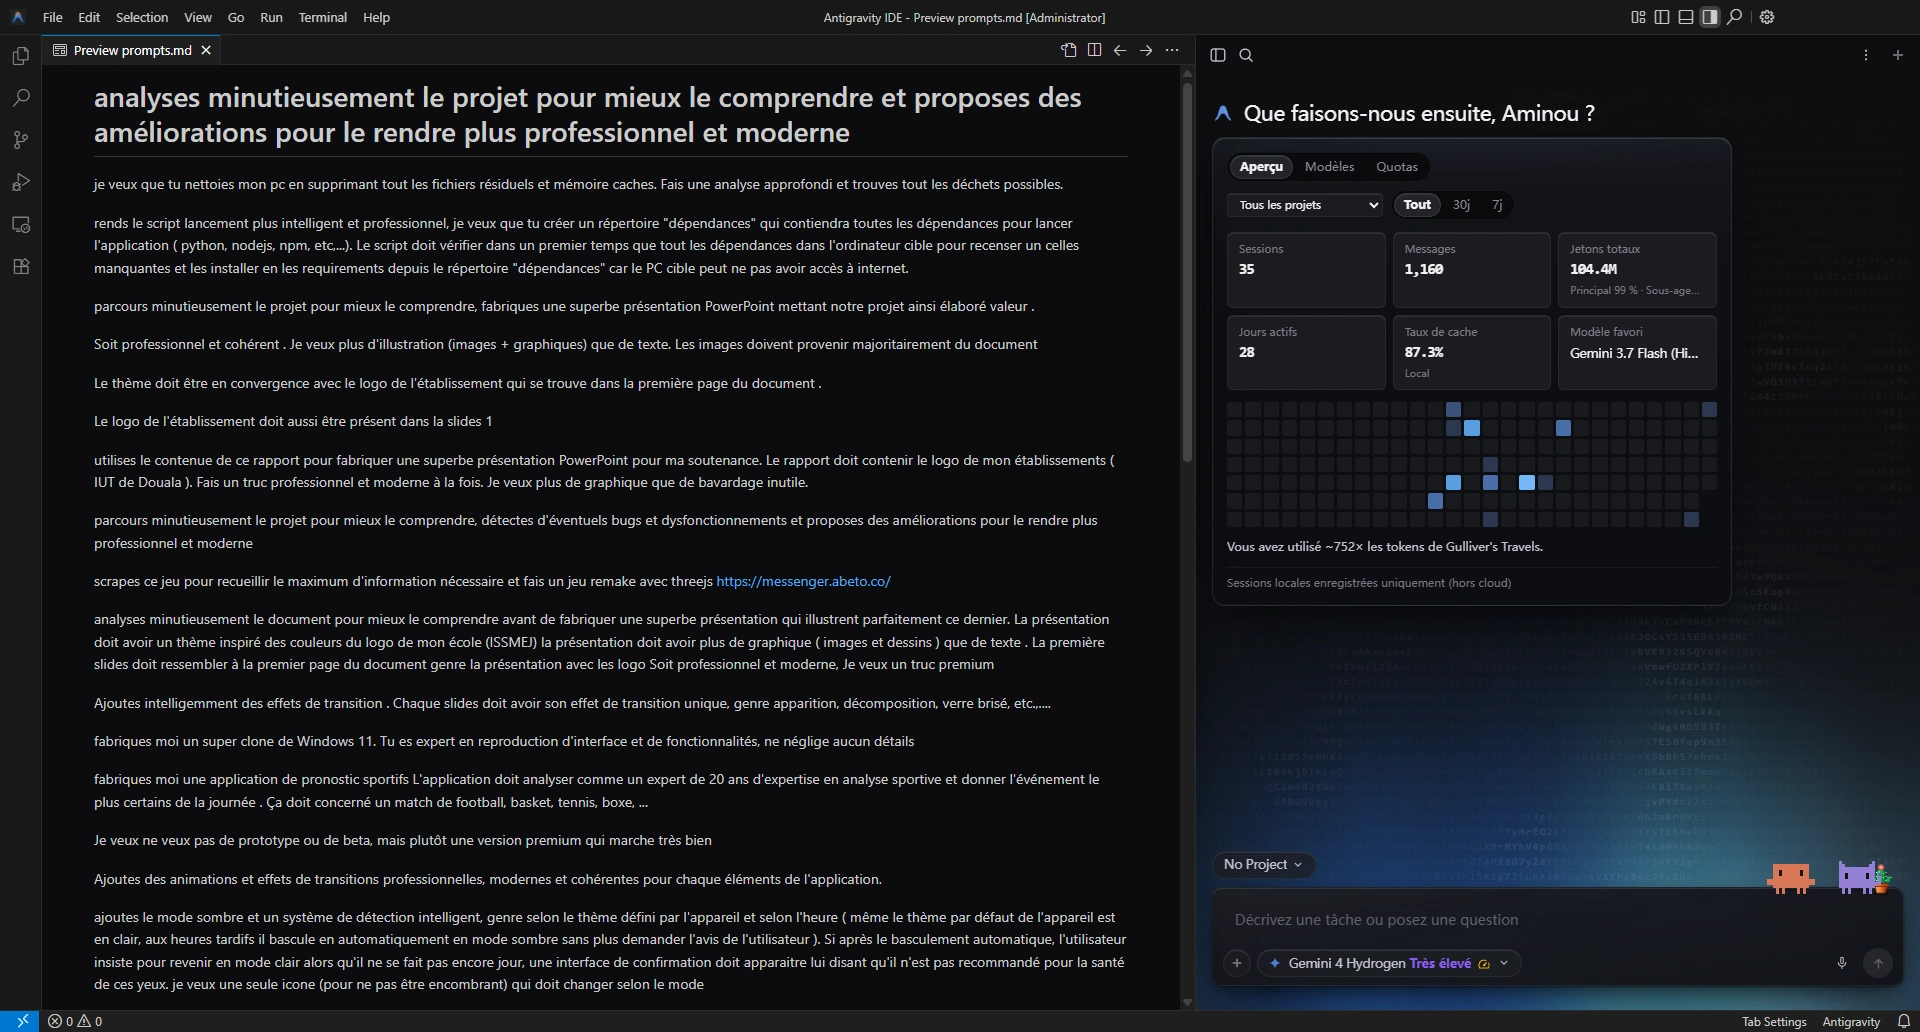 File Edit Selection View Go Run Terminal Help
Antigravity IDE - Preview prompts.md [Administrator]
Preview prompts.md
analyses minutieusement le projet pour mieux le comprendre et proposes des
améliorations pour le rendre plus professionnel et moderne
je veux que tu nettoies mon pc en supprimant tout les fichiers résiduels et mémoire caches. Fais une analyse approfondi et trouves tout les déchets possibles.
rends le script lancement plus intelligent et professionnel, je veux que tu créer un répertoire "dépendances" qui contiendra toutes les dépendances pour lancer
l'application ( python, nodejs, npm, etc,...). Le script doit vérifier dans un premier temps que tout les dépendances dans l'ordinateur cible pour recenser un celles
manquantes et les installer en les requirements depuis le répertoire "dépendances" car le PC cible peut ne pas avoir accès à internet.
parcours minutieusement le projet pour mieux le comprendre, fabriques une superbe présentation PowerPoint mettant notre projet ainsi élaboré valeur .
Soit professionnel et cohérent . Je veux plus d'illustration (images + graphiques) que de texte. Les images doivent provenir majoritairement du document
Le thème doit être en convergence avec le logo de l'établissement qui se trouve dans la première page du document .
Le logo de l'établissement doit aussi être présent dans la slides 1
utilises le contenue de ce rapport pour fabriquer une superbe présentation PowerPoint pour ma soutenance. Le rapport doit contenir le logo de mon établissements (
IUT de Douala ). Fais un truc professionnel et moderne à la fois. Je veux plus de graphique que de bavardage inutile.
parcours minutieusement le projet pour mieux le comprendre, détectes d'éventuels bugs et dysfonctionnements et proposes des améliorations pour le rendre plus
professionnel et moderne
scrapes ce jeu pour recueillir le maximum d'information nécessaire et fais un jeu remake avec threejs https://messenger.abeto.co/
analyses minutieusement le document pour mieux le comprendre avant de fabriquer une superbe présentation qui illustrent parfaitement ce dernier. La présentation
doit avoir un thème inspiré des couleurs du logo de mon école (ISSMEJ) la présentation doit avoir plus de graphique ( images et dessins ) que de texte . La première
slides doit ressembler à la premier page du document genre la présentation avec les logo Soit professionnel et moderne, Je veux un truc premium
Ajoutes intelligemment des effets de transition . Chaque slides doit avoir son effet de transition unique, genre apparition, décomposition, verre brisé, etc.,....
fabriques moi un super clone de Windows 11. Tu es expert en reproduction d'interface et de fonctionnalités, ne néglige aucun détails
fabriques moi une application de pronostic sportifs L'application doit analyser comme un expert de 20 ans d'expertise en analyse sportive et donner l'événement le
plus certains de la journée . Ça doit concerné un match de football, basket, tennis, boxe, ...
Je veux ne veux pas de prototype ou de beta, mais plutôt une version premium qui marche très bien
Ajoutes des animations et effets de transitions professionnelles, modernes et cohérentes pour chaque éléments de l'application.
ajoutes le mode sombre et un système de détection intelligent, genre selon le thème défini par l'appareil et selon l'heure ( même le thème par défaut de l'appareil est
en clair, aux heures tardifs il bascule en automatiquement en mode sombre sans plus demander l'avis de l'utilisateur ). Si après le basculement automatique, l'utilisateur
insiste pour revenir en mode clair alors qu'il ne se fait pas encore jour, une interface de confirmation doit apparaitre lui disant qu'il n'est pas recommandé pour la santé
de ces yeux. je veux une seule icone (pour ne pas être encombrant) qui doit changer selon le mode
Que faisons-nous ensuite, Aminou ?
Aperçu Modèles Quotas
Tous les projets Tout 30j 7j
Sessions Messages Jetons totaux
35 1,160 104.4M
Principal 99 % · Sous-age...
Jours actifs Taux de cache Modèle favori
28 87.3% Gemini 3.7 Flash (Hi...
Local
Vous avez utilisé ~752× les tokens de Gulliver's Travels.
Sessions locales enregistrées uniquement (hors cloud)
No Project
Décrivez une tâche ou posez une question
Gemini 4 Hydrogen Très élevé
0 0
Tab Settings Antigravity